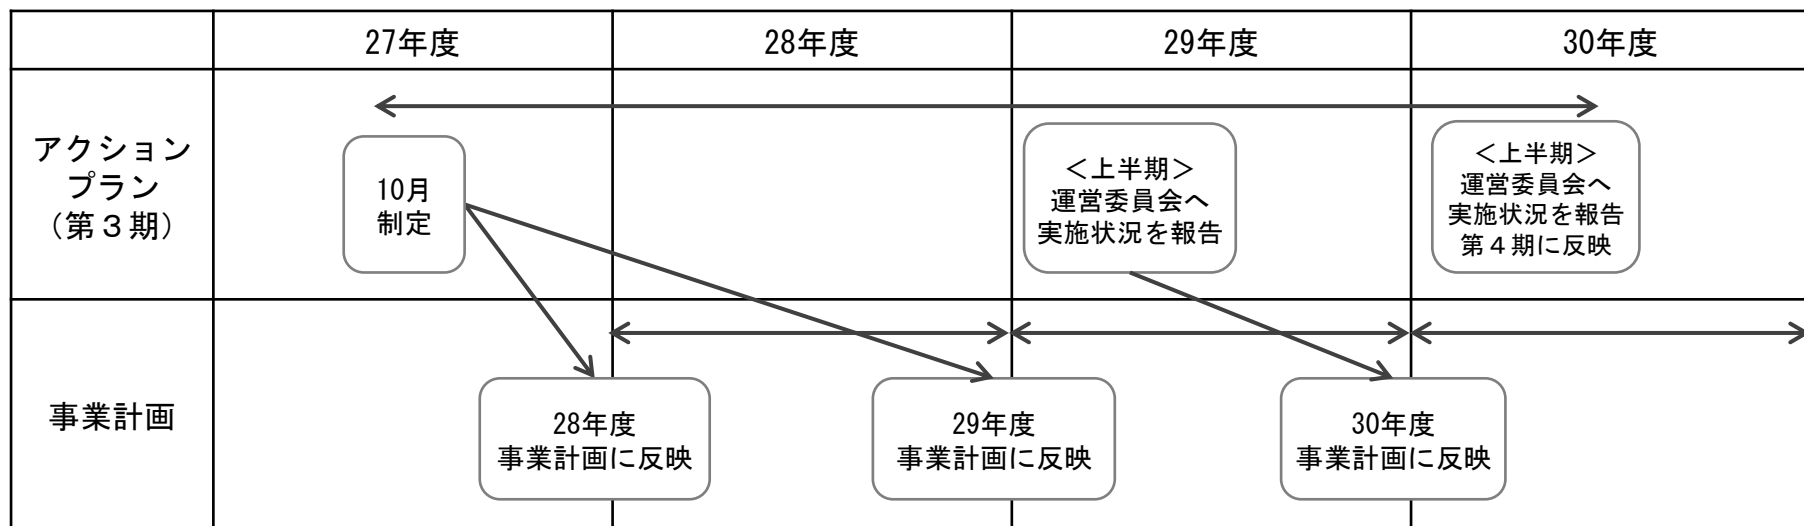 27年度
28年度
29年度
30年度
アクション
プラン
（第３期）
10月
制定
＜上半期＞
運営委員会へ
実施状況を報告
＜上半期＞
運営委員会へ
実施状況を報告
第４期に反映
事業計画
28年度
事業計画に反映
29年度
事業計画に反映
30年度
事業計画に反映